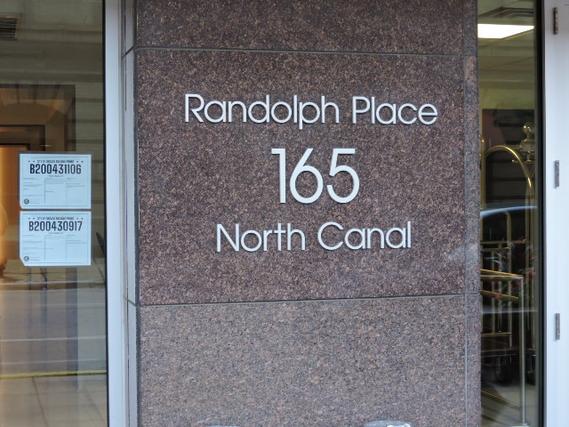 Randolph Place
165
North Canal
B200431106
B200430917